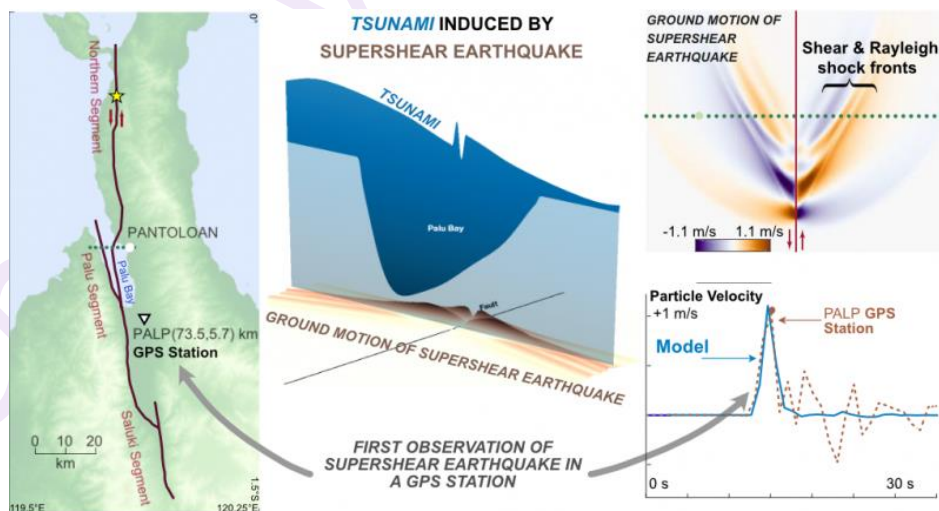 TSUNAMI INDUCED BY
SUPERSHEAR EARTHQUAKE
0°
Northern Segment
PANTOLOAN
Palu Bay
Palu Segment
PALP(73.5,5.7) km
GPS Station
Saluki Segment
0 10 20
km
119.5°E
120.25°E
1.5°S
TSUNAMI
Palu Bay
Fault
GROUND MOTION OF SUPERSHEAR EARTHQUAKE
FIRST OBSERVATION OF
SUPERSHEAR EARTHQUAKE IN
A GPS STATION
GROUND MOTION OF
SUPERSHEAR
EARTHQUAKE
Shear & Rayleigh
shock fronts
-1.1 m/s 1.1 m/s
Particle Velocity
+1 m/s
PALP GPS
Station
Model
0 s 30 s